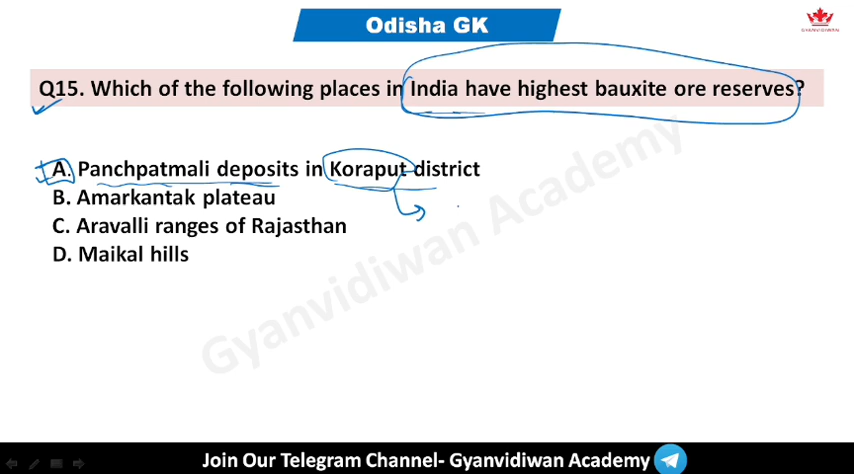 Odisha GK
GYANVIDIWAN
Q15. Which of the following places in India have highest bauxite ore reserves?
A. Panchpatmali deposits in Koraput district
B. Amarkantak plateau
C. Aravalli ranges of Rajasthan
D. Maikal hills
Gyanvidiwan Academy
Join Our Telegram Channel- Gyanvidiwan Academy